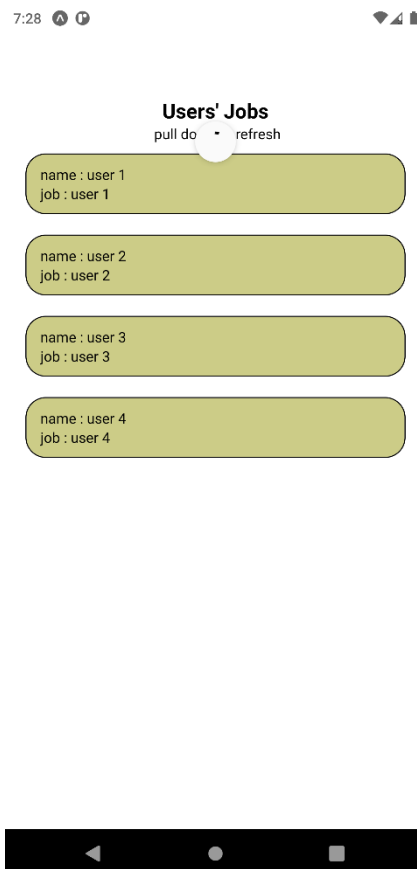 7:28
Users' Jobs
pull do refresh
name : user 1
job : user 1
name : user 2
job : user 2
name : user 3
job : user 3
name : user 4
job : user 4